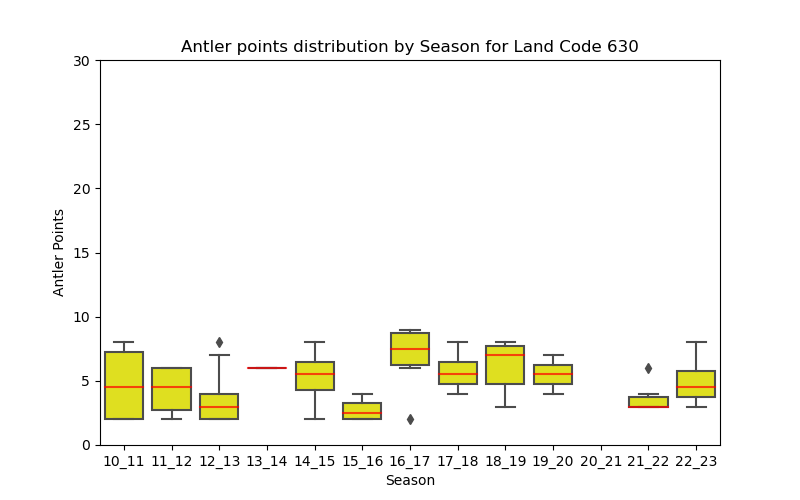 Antler points distribution by Season for Land Code 630
30
25
20
15
10
5
0
Antler Points
10_11 11_12 12_13 13_14 14_15 15_16 16_17 17_18 18_19 19_20 20_21 21_22 22_23
Season